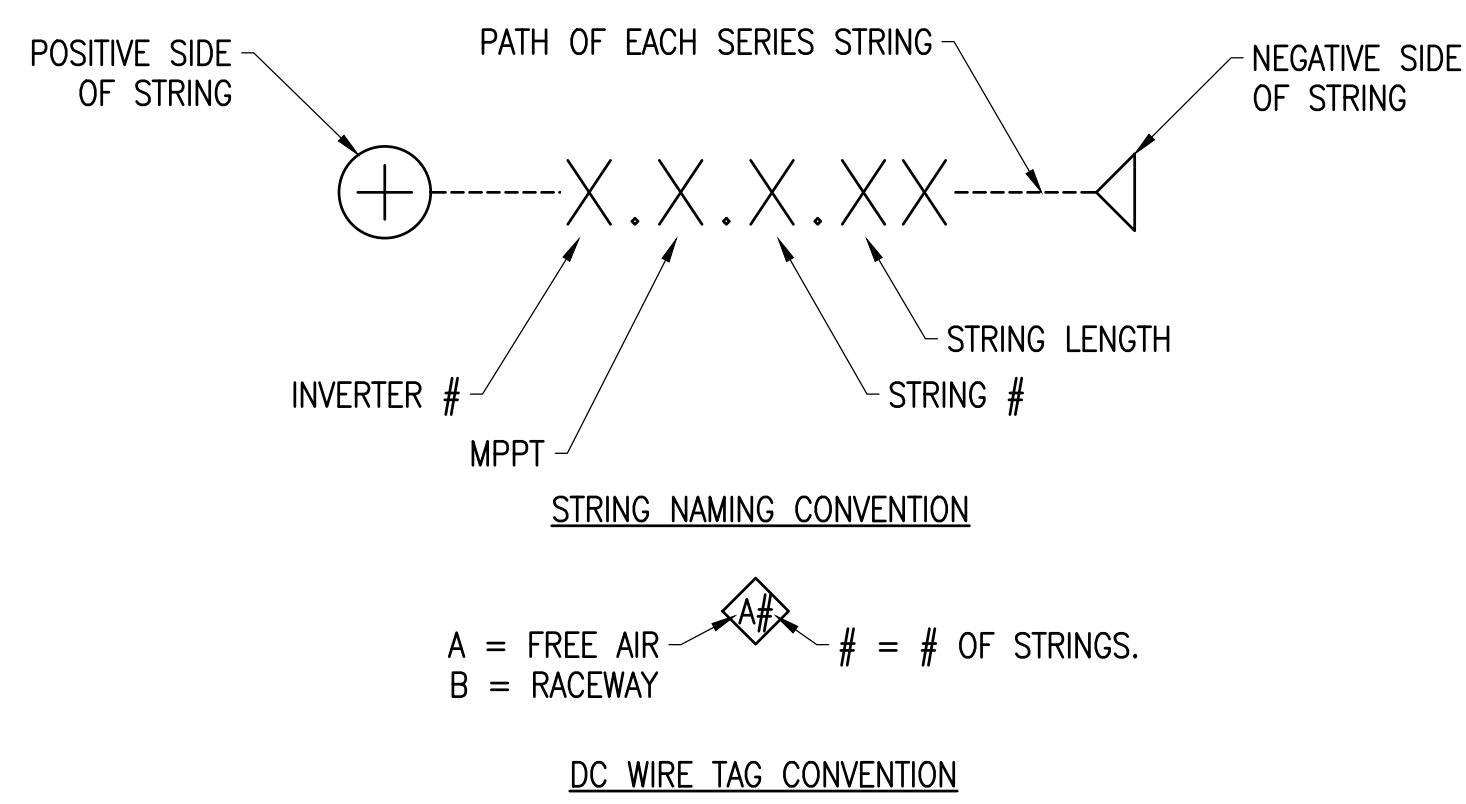 POSITIVE SIDE
OF STRING
PATH OF EACH SERIES STRING
NEGATIVE SIDE
OF STRING
X.X.X.XX
STRING LENGTH
INVERTER #
STRING #
MPPT
STRING NAMING CONVENTION
A#
A = FREE AIR
B = RACEWAY
# = # OF STRINGS.
DC WIRE TAG CONVENTION